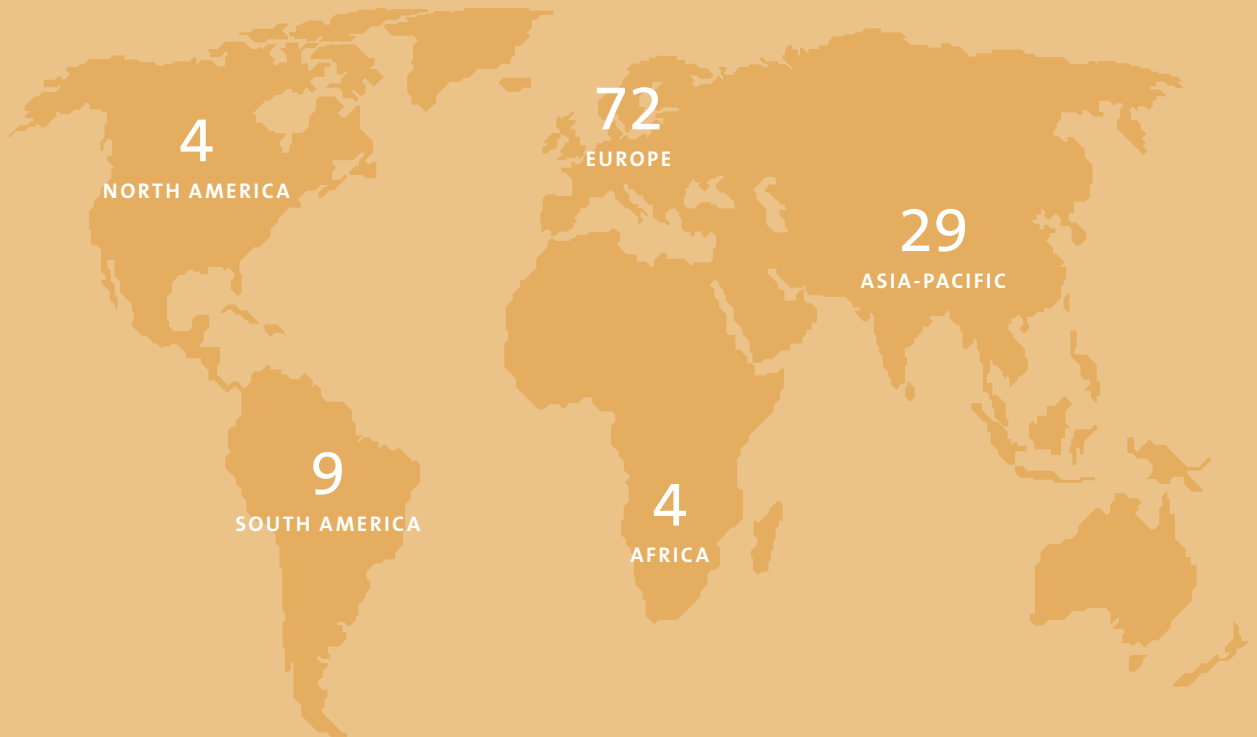 72
EUROPE
4
NORTH AMERICA
29
ASIA-PACIFIC
9
SOUTH AMERICA
4
AFRICA